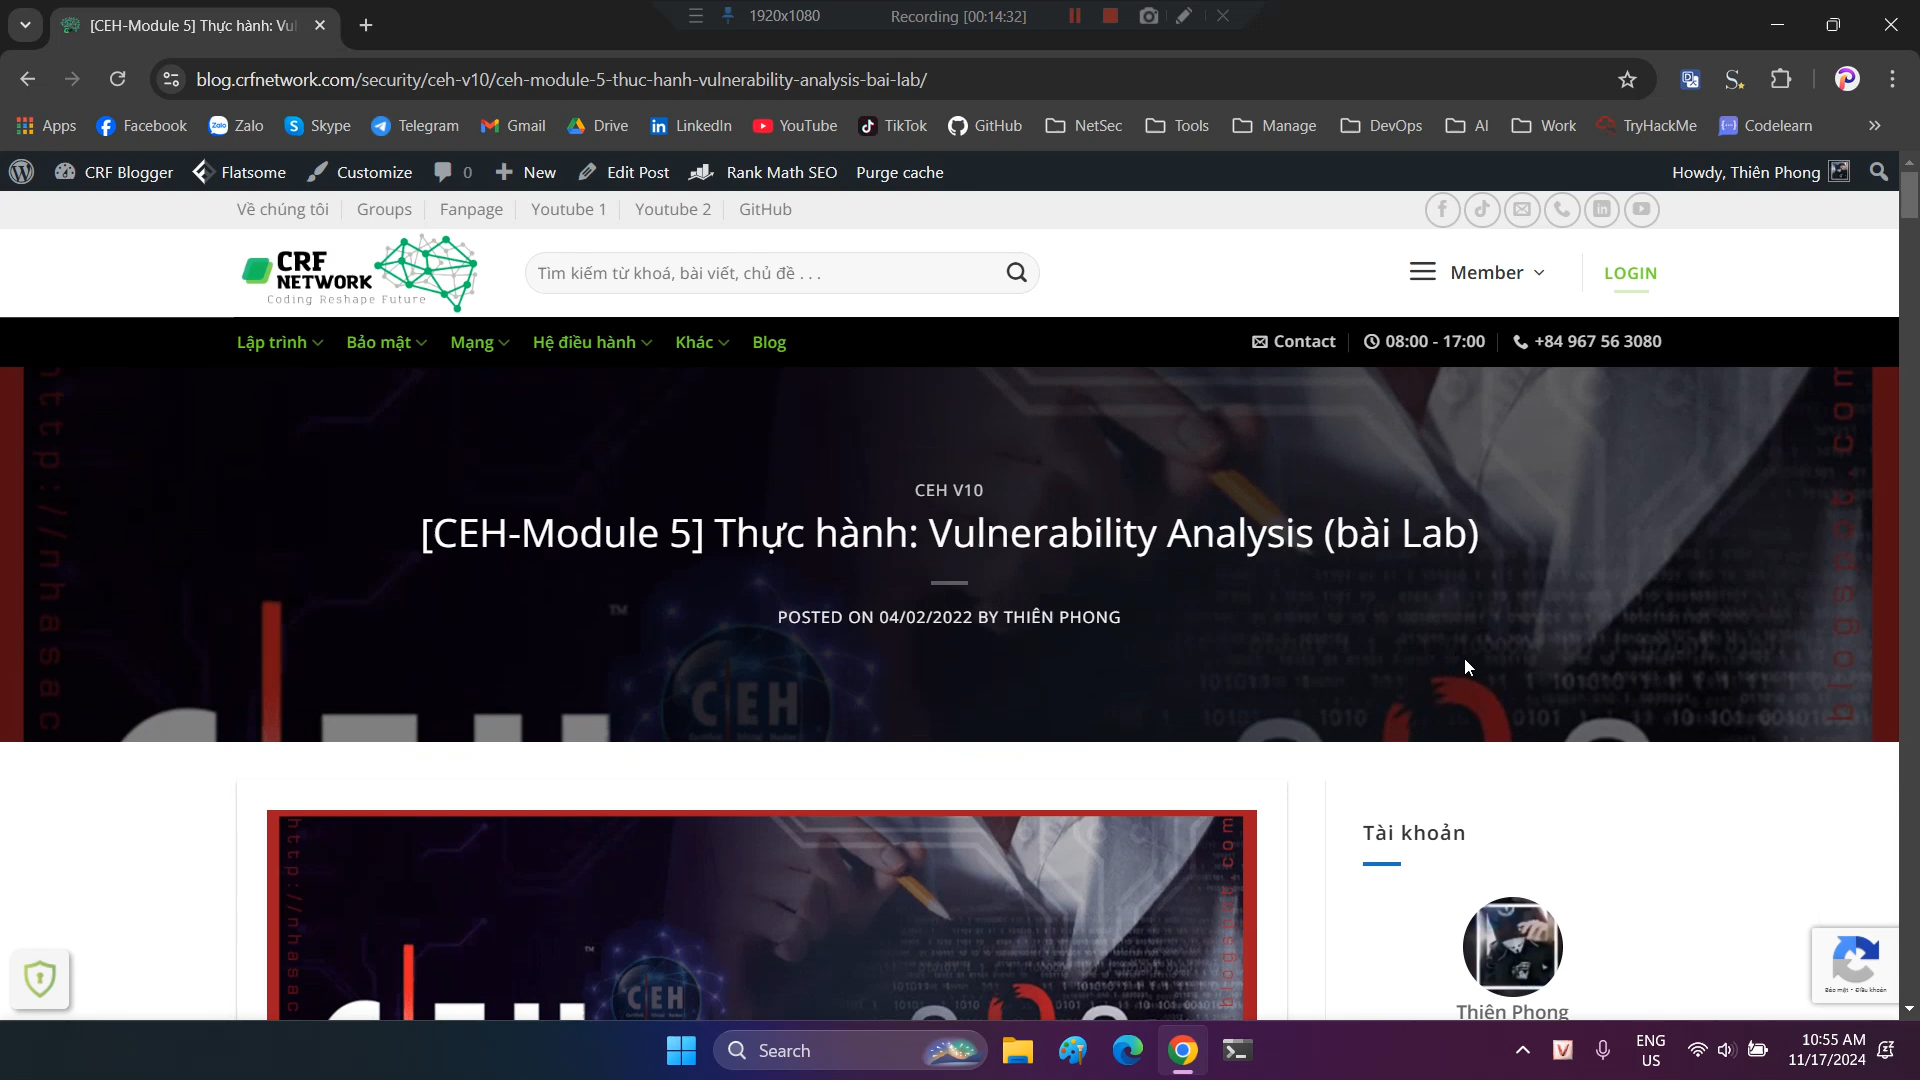 [CEH-Module 5] Thực hành: Vul
1920x1080
Recording [00:14:32]
blog.crfnetwork.com/security/ceh-v10/ceh-module-5-thuc-hanh-vulnerability-analysis-bai-lab/
Apps Facebook Zalo Skype Telegram Gmail Drive LinkedIn YouTube TikTok GitHub NetSec Tools Manage DevOps AI Work TryHackMe Codelearn
CRF Blogger Flatsome Customize 0 New Edit Post Rank Math SEO Purge cache Howdy, Thiên Phong
Về chúng tôi Groups Fanpage Youtube 1 Youtube 2 GitHub
CRF
NETWORK
Coding Reshape Future
Tìm kiếm từ khoá, bài viết, chủ đề . . .
Member
LOGIN
Lập trình Bảo mật Mạng Hệ điều hành Khác Blog Contact 08:00 - 17:00 +84 967 56 3080
CEH V10
[CEH-Module 5] Thực hành: Vulnerability Analysis (bài Lab)
POSTED ON 04/02/2022 BY THIÊN PHONG
Tài khoản
Thiên Phong
Bảo mật - Điều khoản
Search
ENG
US
10:55 AM
11/17/2024